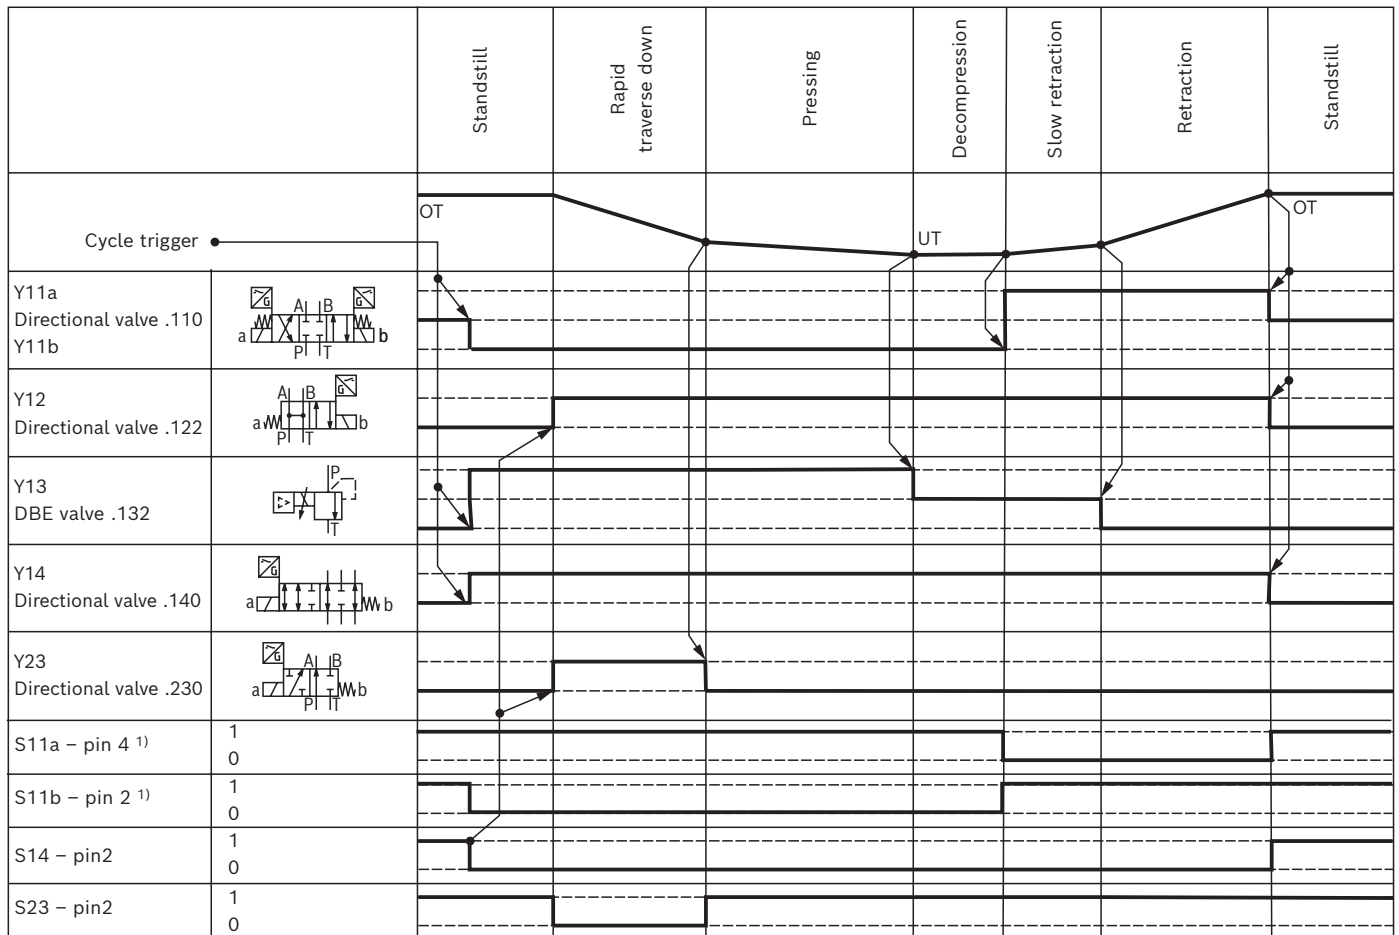 Standstill
Rapid
traverse down
Pressing
Decompression
Slow retraction
Retraction
Standstill
OT
UT
OT
Cycle trigger
Y11a
Directional valve .110
Y11b
A B
a b
P T
Y12
Directional valve .122
A B
a b
P T
Y13
DBE valve .132
P
T
Y14
Directional valve .140
a b
Y23
Directional valve .230
A B
a b
P T
S11a – pin 4 1)
1
0
S11b – pin 2 1)
1
0
S14 – pin2
1
0
S23 – pin2
1
0